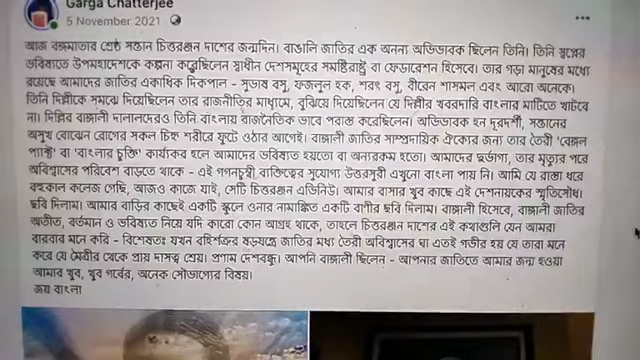 Garga Chatterjee
5 November 2021
আজ বঙ্গমাতার শ্রেষ্ঠ সন্তান চিত্তরঞ্জন দাশের জন্মদিন। বাঙালি জাতির এক অনন্য অভিভাবক ছিলেন তিনি। তিনি স্বপ্নের
ভবিষ্যতে উপমহাদেশকে কল্পনা করেছিলেন স্বাধীন দেশসমূহের সমষ্টিরাষ্ট্র বা ফেডারেশন হিসেবে। তার গড়া মানুষের মধ্যে
রয়েছে আমাদের জাতির একাধিক দিকপাল - সুভাষ বসু, ফজলুল হক, শরৎ বসু, বীরেন শাসমল এবং আরো অনেকে।
তিনি দিল্লীকে সমঝে দিয়েছিলেন তার রাজনীতির মাধ্যমে, বুঝিয়ে দিয়েছিলেন যে দিল্লীর খবরদারি বাংলার মাটিতে খাটবে
না। দিল্লির বাঙ্গালী দালালদেরও তিনি বাংলায় রাজনৈতিক ভাবে পরাস্ত করেছিলেন। অভিভাবক হন দূরদর্শী, সন্তানের
অসুখ বোঝেন রোগের সকল চিহ্ন শরীরে ফুটে ওঠার আগেই। বাঙ্গালী জাতির সাম্প্রদায়িক ঐক্যের জন্য তার তৈরী 'বেঙ্গল
প্যাক্ট' বা 'বাংলার চুক্তি' কার্যকর হলে আমাদের ভবিষ্যত হয়তো বা অন্যরকম হতো। আমাদের দুর্ভাগ্য, তার মৃত্যুর পরে
অবিশ্বাসের পরিবেশ বাড়তে থাকে - এই গগনচুম্বী ব্যক্তিত্বের সুযোগ্য উত্তরসুরী এখনো বাংলা পায় নি। আমি যে রাস্তা ধরে
বহুকাল কলেজ গেছি, আজও কাজে যাই, সেটি চিত্তরঞ্জন এভিনিউ। আমার বাসার খুব কাছে এই দেশনায়কের স্মৃতিসৌধ।
ছবি দিলাম। আমার বাড়ির কাছেই একটি স্কুলে ওনার নামাঙ্কিত একটি বাণীর ছবি দিলাম। বাঙ্গালী হিসেবে, বাঙ্গালী জাতির
অতীত, বর্তমান ও ভবিষ্যত নিয়ে যদি কারো কোন আগ্রহ থাকে, তাহলে চিত্তরঞ্জন দাশের এই কথাগুলি যেন আমরা
বারবার মনে করি - বিশেষতঃ যখন বহিঃশত্রুর ষড়যন্ত্রে জাতির মধ্য তৈরী অবিশ্বাসের ঘা এতই গভীর হয় যে তারা মনে
করে যে মৈত্রীর থেকে প্রায় দাসত্ব শ্রেয়। প্রণাম দেশবন্ধু। আপনি বাঙ্গালী ছিলেন - আপনার জাতিতে আমার জন্ম হওয়া
আমার খুব, খুব গর্বের, অনেক সৌভাগ্যের বিষয়।
জয় বাংলা